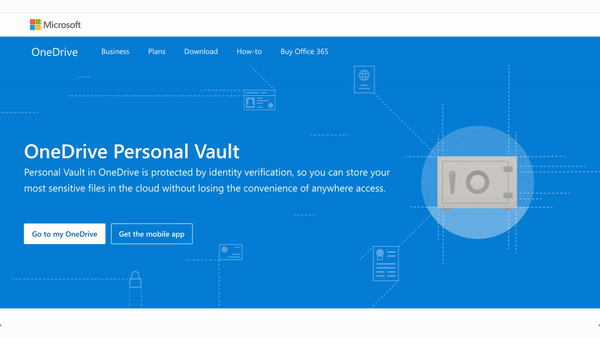 Microsoft
OneDrive Business Plans Download How-to Buy Office 365
OneDrive Personal Vault
Personal Vault in OneDrive is protected by identity verification, so you can store your
most sensitive files in the cloud without losing the convenience of anywhere access.
Go to my OneDrive Get the mobile app